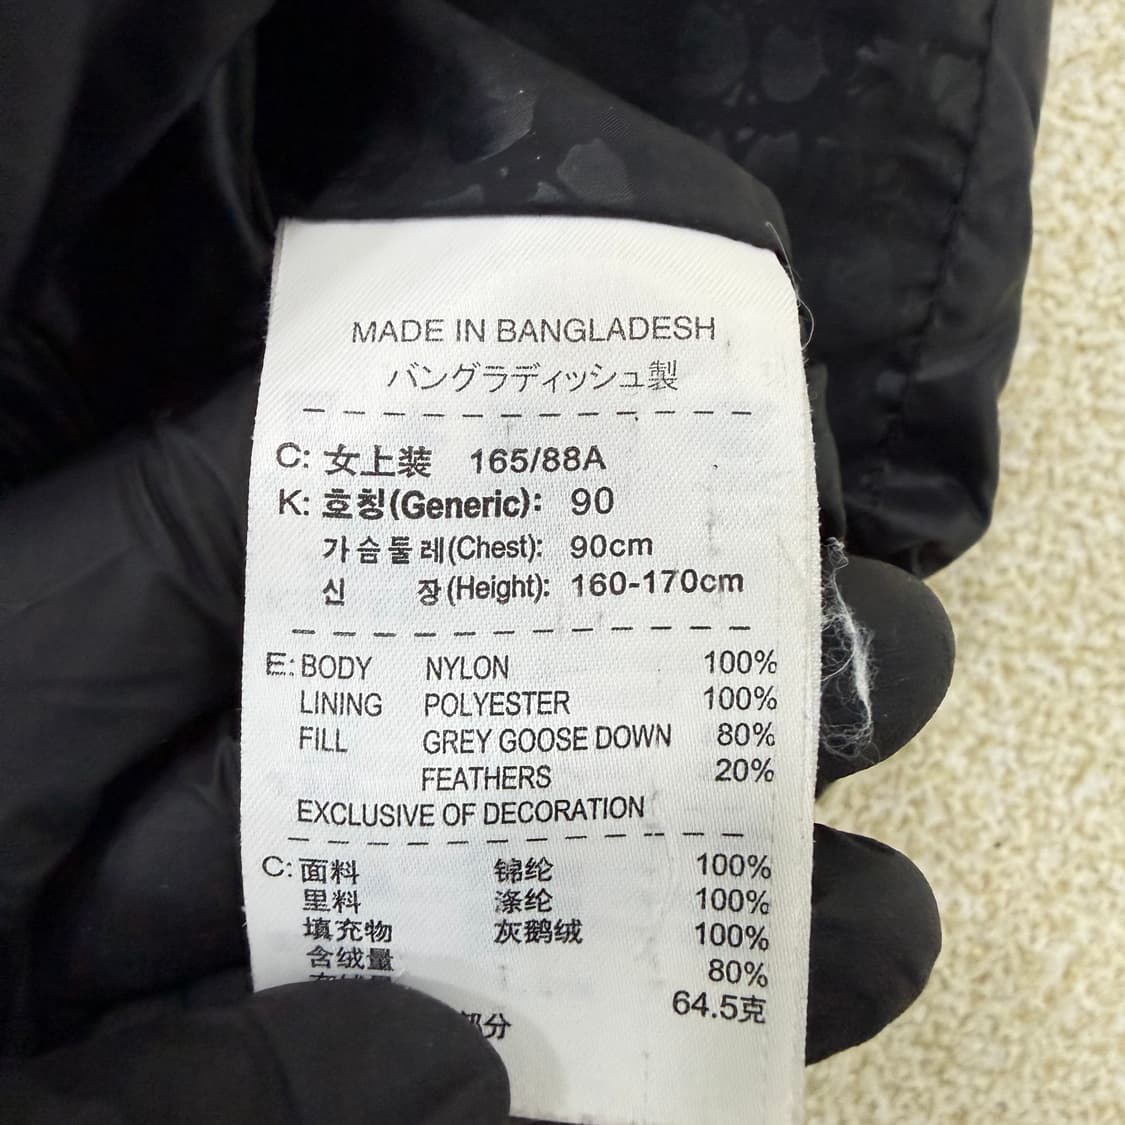 MADE IN BANGLADESH
バングラディッシュ製
C: 女上装 165/88A
K: 호칭(Generic): 90
가슴둘레(Chest): 90cm
신 장(Height): 160-170cm
E: BODY NYLON 100%
LINING POLYESTER 100%
FILL GREY GOOSE DOWN 80%
FEATHERS 20%
EXCLUSIVE OF DECORATION
C: 面料 锦纶 100%
里料 涤纶 100%
填充物 灰鹅绒 100%
含绒量 80%
64.5克
部分